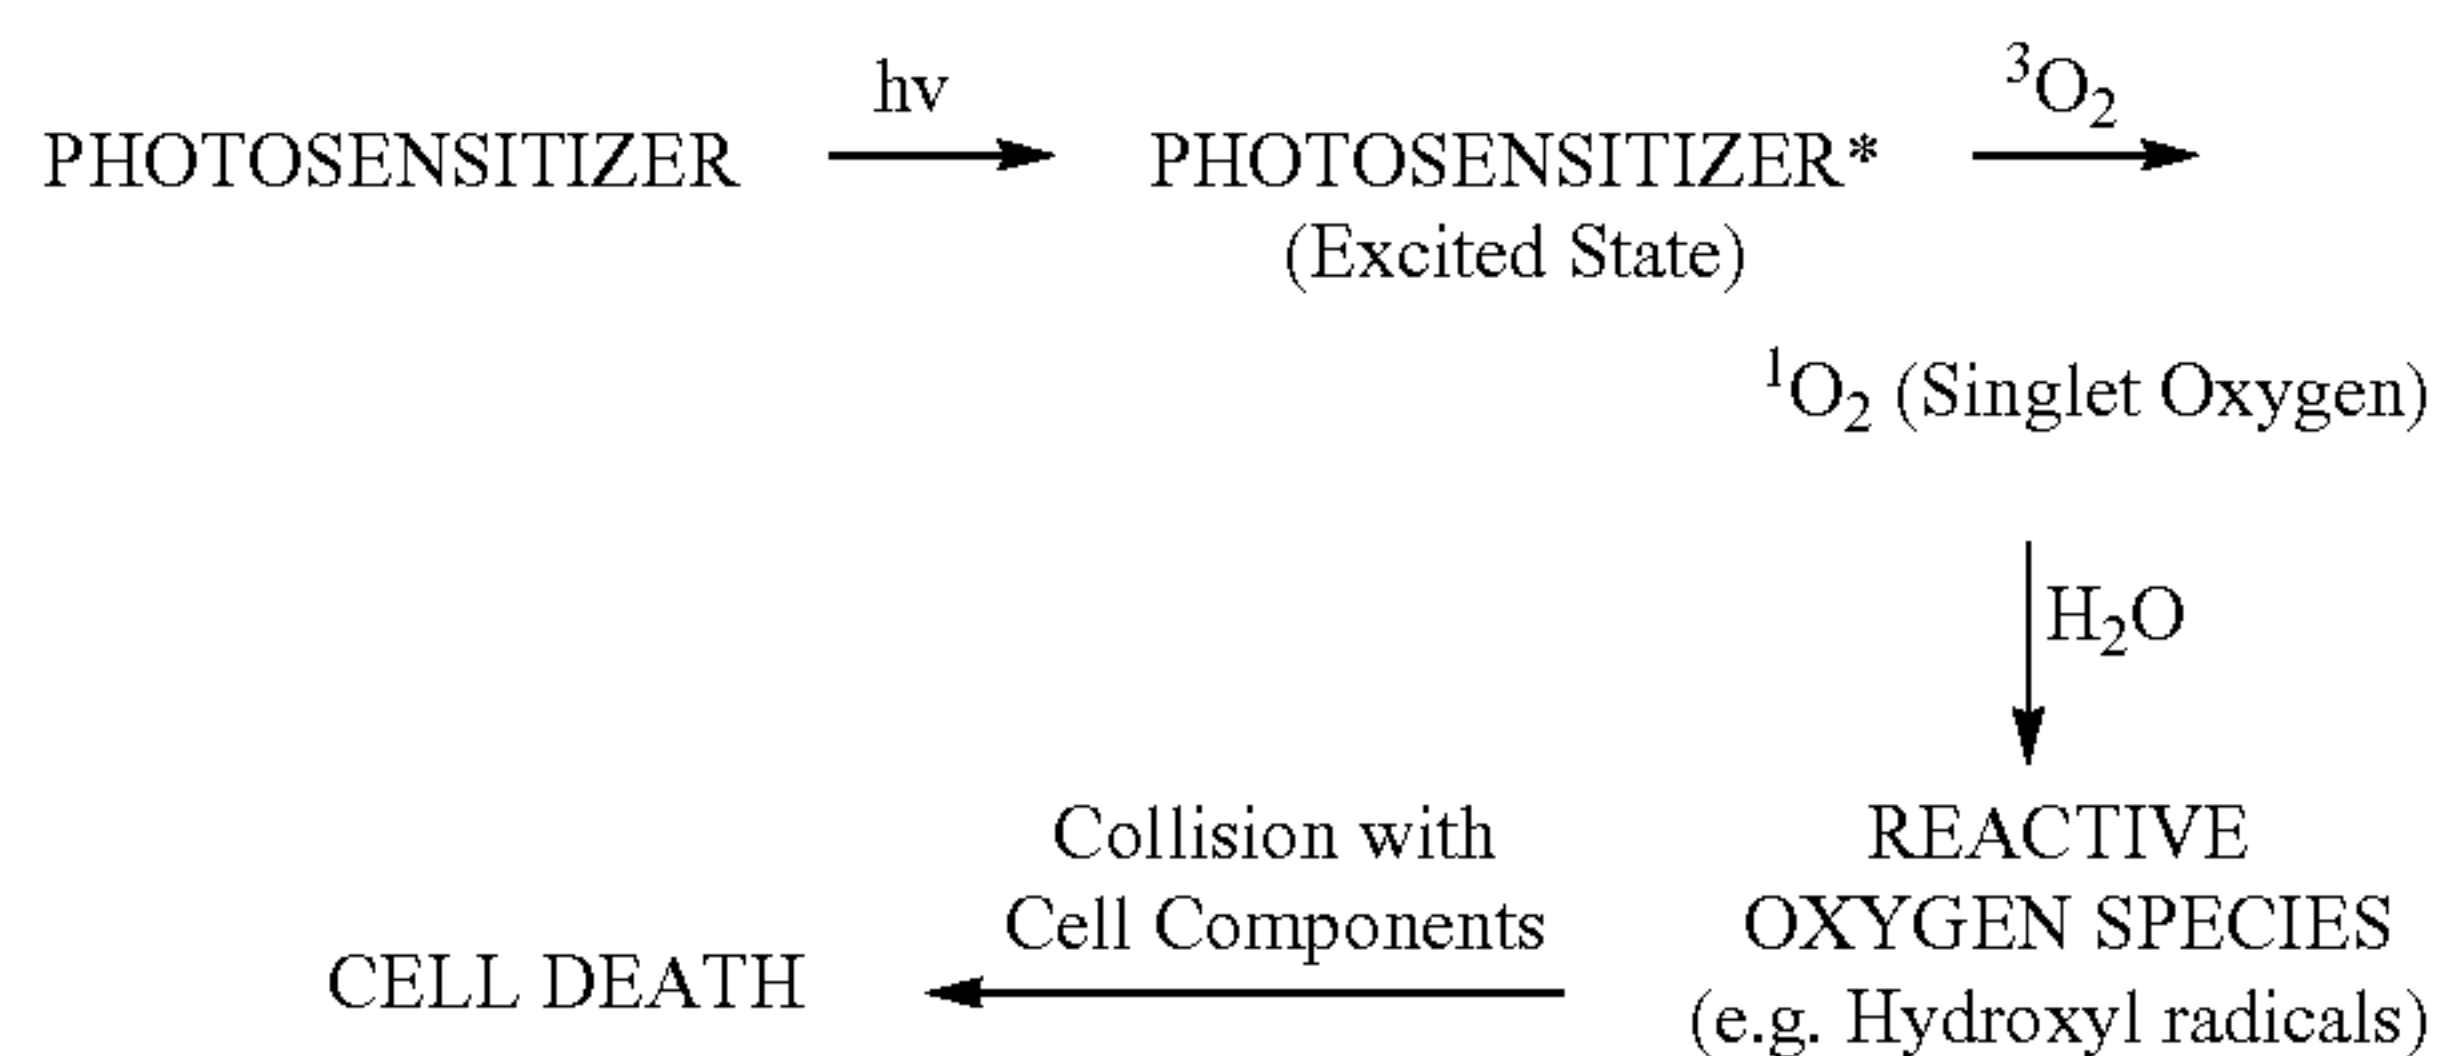 hv
³O₂
PHOTOSENSITIZER
PHOTOSENSITIZER*
(Excited State)
¹O₂ (Singlet Oxygen)
H₂O
Collision with
Cell Components
CELL DEATH
REACTIVE
OXYGEN SPECIES
(e.g. Hydroxyl radicals)